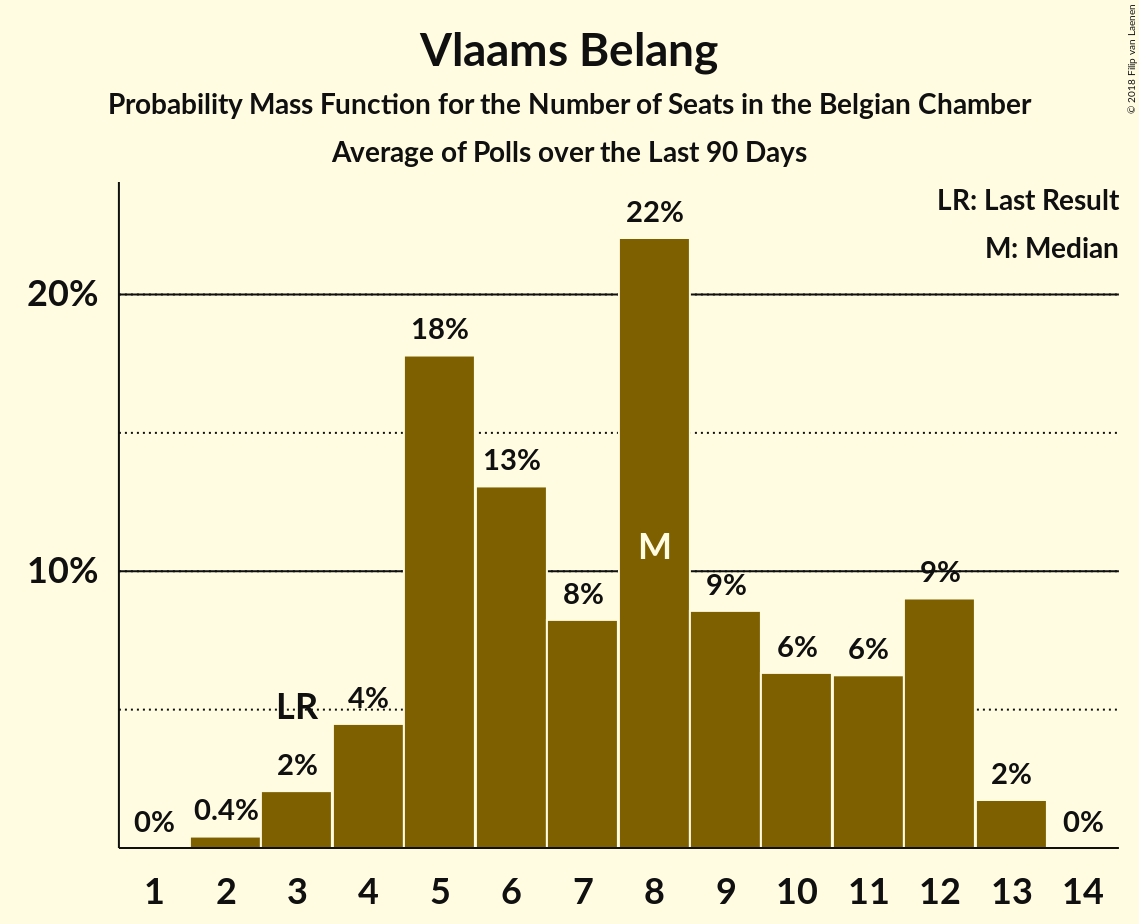 Vlaams Belang
Probability Mass Function for the Number of Seats in the Belgian Chamber
Average of Polls over the Last 90 Days
© 2018 Filip van Laenen
LR: Last Result
M: Median
22%
20%
18%
13%
M
10%
8%
9%
9%
6%
6%
LR
4%
2%
2%
0%
0.4%
0%
1 2 3 4 5 6 7 8 9 10 11 12 13 14